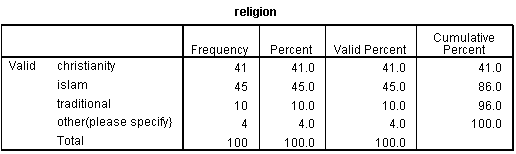 religion
Frequency Percent Valid Percent Cumulative Percent
Valid christianity 41 41.0 41.0 41.0
islam 45 45.0 45.0 86.0
traditional 10 10.0 10.0 96.0
other(please specify} 4 4.0 4.0 100.0
Total 100 100.0 100.0